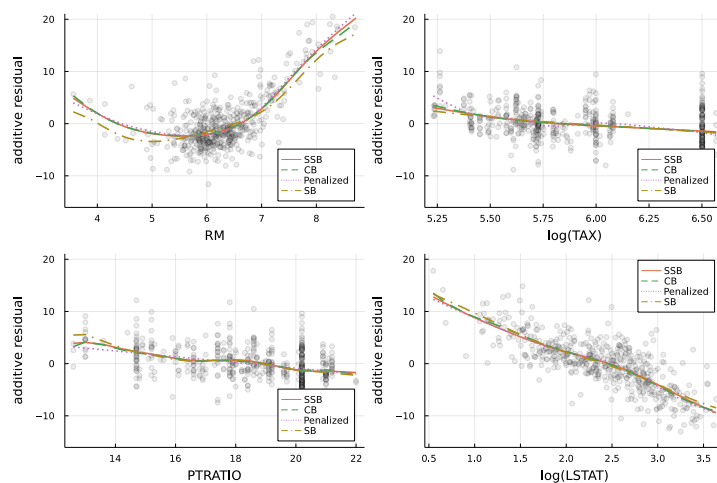 20
10
0
−10
additive residual
4
5
6
7
8
RM
SSB
CB
Penalized
SB
20
10
0
−10
additive residual
5.25
5.50
5.75
6.00
6.25
6.50
log(TAX)
SSB
CB
Penalized
SB
20
10
0
−10
additive residual
14
16
18
20
22
PTRATIO
SSB
CB
Penalized
SB
20
10
0
−10
additive residual
0.5
1.0
1.5
2.0
2.5
3.0
3.5
log(LSTAT)
SSB
CB
Penalized
SB